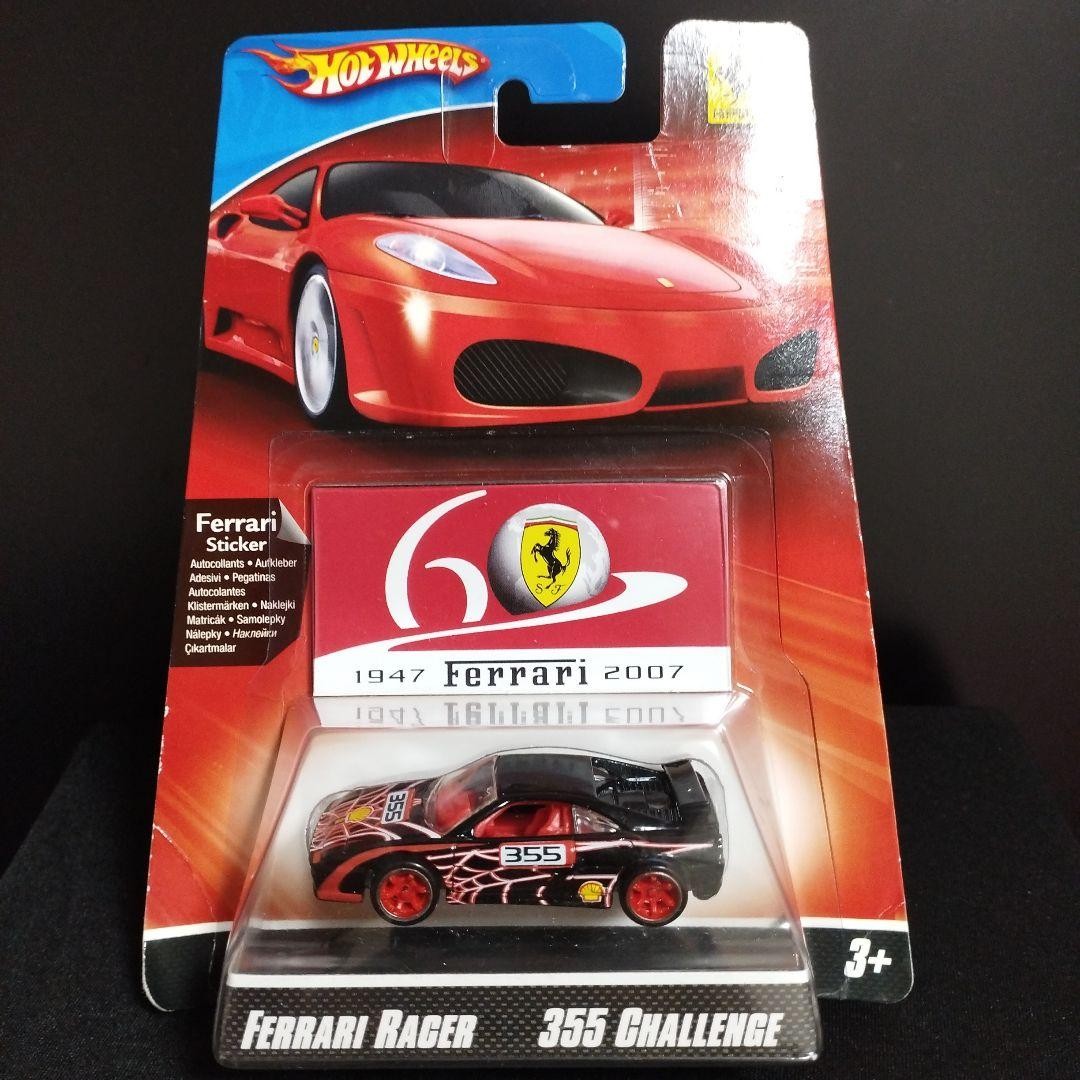 HOT WHEELS
Ferrari
Sticker
Autocollants • Aufkleber
Adesivi • Pegatinas
Autocolantes
Klistermärken • Naklejki
Matricák • Samolepky
Nálepky • Наклейки
Çıkartmalar
60
S F
1947 Ferrari 2007
355
355
3+
FERRARI RACER 355 CHALLENGE